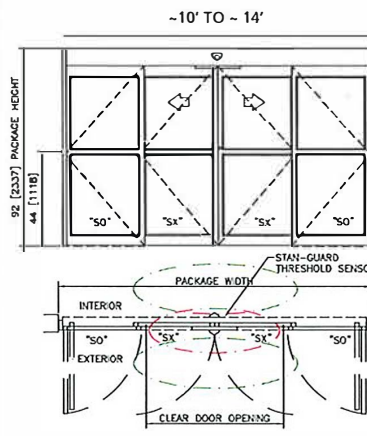 ~10' TO ~ 14'
92 [2337] PACKAGE HEIGHT
44 [1118]
"SO" "SX" "SX" "SO"
STAN-GUARD
THRESHOLD SENSO
PACKAGE WIDTH
INTERIOR
"SO" "SX" "SX" "SO"
EXTERIOR
CLEAR DOOR OPENING